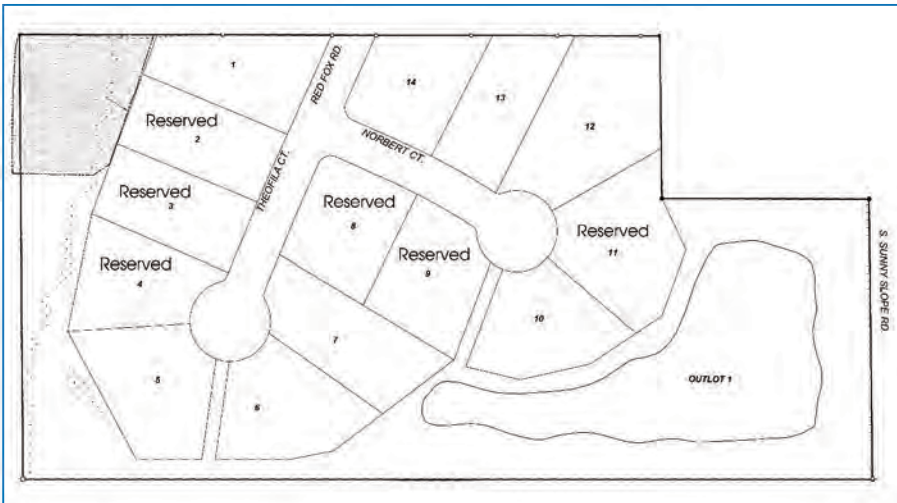 1
RED FOX RD.
14
13
12
Reserved
2
NORBERT CT.
THEOFILA CT.
Reserved
3
Reserved
8
Reserved
11
Reserved
4
Reserved
9
S. SUNNY SLOPE RD
10
7
5
6
OUTLOT 1